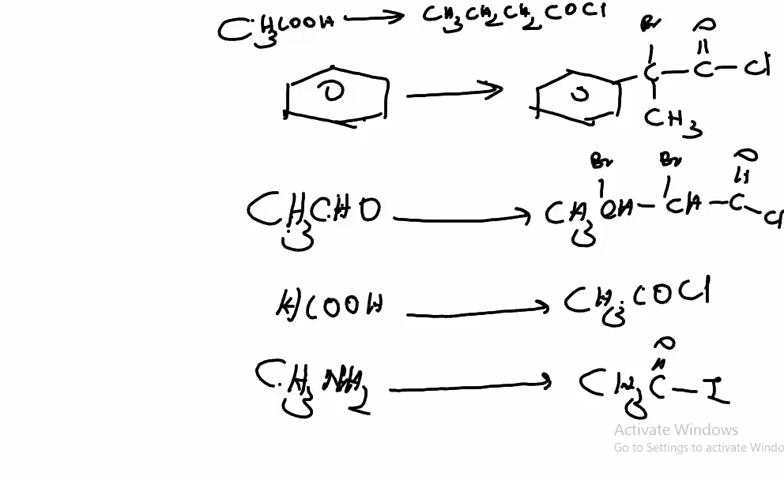 CH3COOH → CH3CH2CH2COCl
Br O
C – C – Cl
CH3
Br Br O
CH3CHO → CH3CH – CH – C – Cl
HCOOH → CH3COCl
O
CH3NH2 → CH3C – I
Activate Windows
Go to Settings to activate Windo